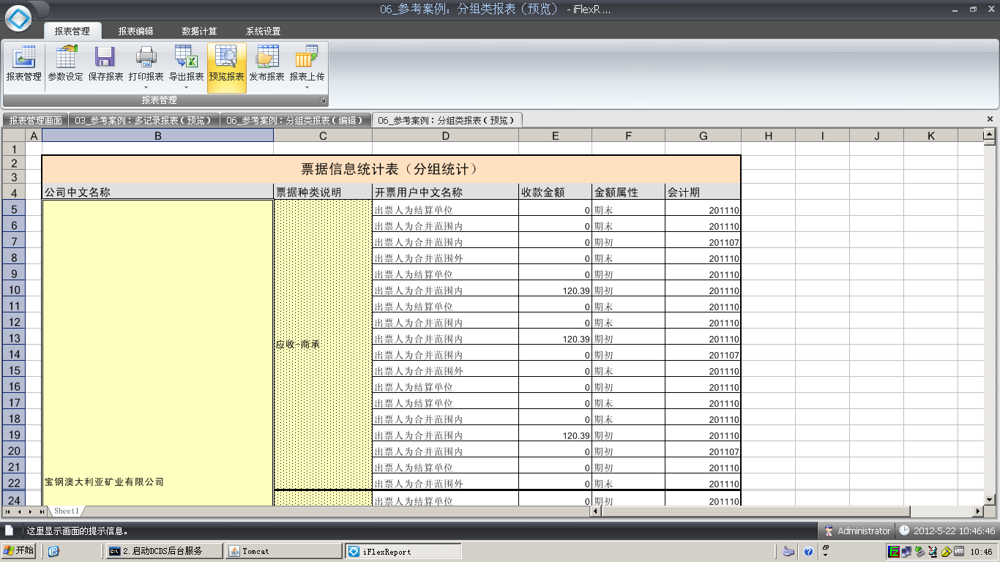 06_参考案例：分组类报表（预览） - iFlexR...
报表管理 报表编辑 数据计算 系统设置
报表管理 参数设定 保存报表 打印报表 导出报表 预览报表 发布报表 报表上传
报表管理
报表管理画面 03_参考案例：多记录报表（预览） 06_参考案例：分组类报表（编辑） 06_参考案例：分组类报表（预览）
A B C D E F G H I J K
1
2 票据信息统计表（分组统计）
3
4 公司中文名称 票据种类说明 开票用户中文名称 收款金额 金额属性 会计期
5 出票人为结算单位 0 期末 201110
6 出票人为合并范围内 0 期末 201110
7 出票人为合并范围内 0 期初 201107
8 出票人为合并范围外 0 期末 201110
9 出票人为结算单位 0 期初 201110
10 出票人为合并范围内 120.39 期初 201110
11 出票人为结算单位 0 期末 201110
12 出票人为合并范围内 0 期末 201110
13 应收-商承 出票人为合并范围内 120.39 期初 201110
14 出票人为合并范围内 0 期初 201107
15 出票人为合并范围外 0 期末 201110
16 出票人为结算单位 0 期初 201110
17 出票人为结算单位 0 期末 201110
18 出票人为合并范围内 0 期末 201110
19 出票人为合并范围内 120.39 期初 201110
20 出票人为合并范围内 0 期初 201107
21 出票人为结算单位 0 期初 201110
22 宝钢澳大利亚矿业有限公司 出票人为合并范围外 0 期末 201110
24 出票人为结算单位 0 期初 201110
Sheet1
这里显示画面的提示信息。 Administrator 2012-5-22 10:46:46
开始 2.启动DCDS后台服务 Tomcat iFlexReport 10:46